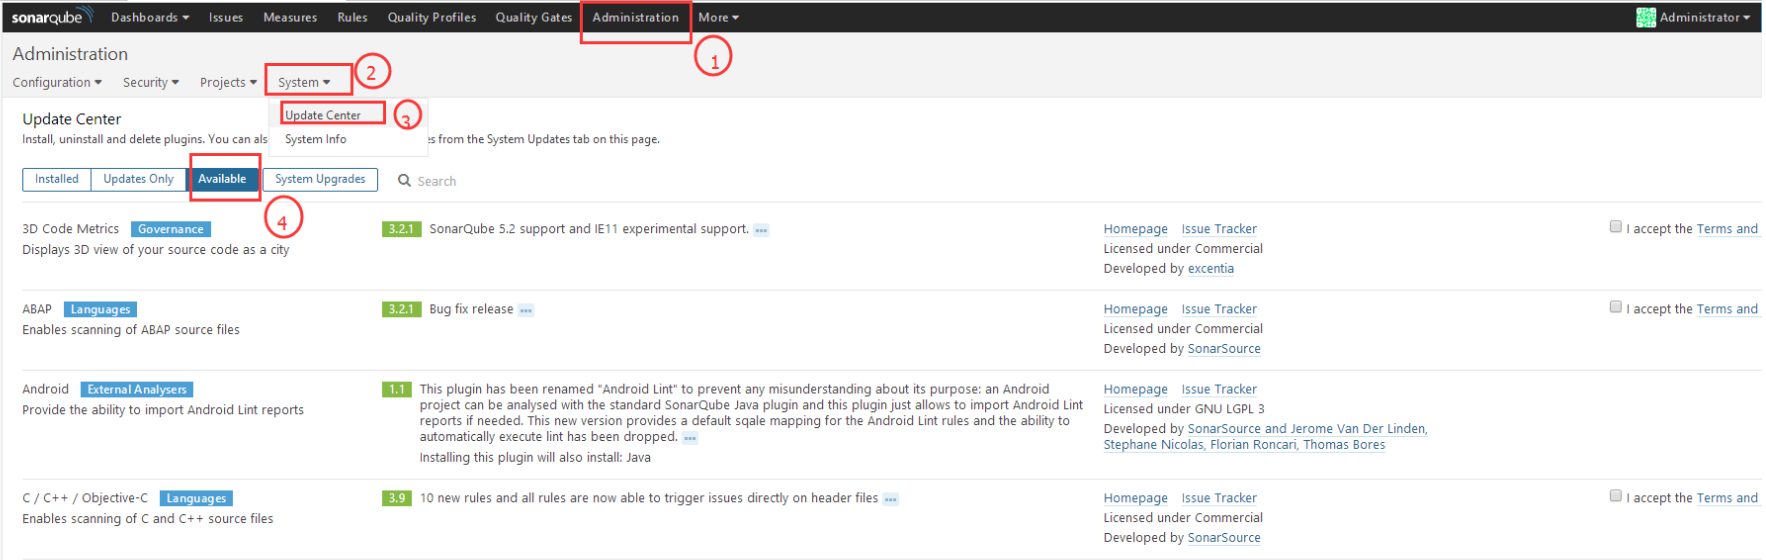 sonarqube Dashboards Issues Measures Rules Quality Profiles Quality Gates Administration More Administrator
1
Administration
Configuration Security Projects System 2
Update Center 3
System Info
Update Center
Install, uninstall and delete plugins. You can als es from the System Updates tab on this page.
Installed Updates Only Available System Upgrades Search
4
3D Code Metrics Governance 3.2.1 SonarQube 5.2 support and IE11 experimental support. Homepage Issue Tracker I accept the Terms and
Displays 3D view of your source code as a city Licensed under Commercial
Developed by excentia
ABAP Languages 3.2.1 Bug fix release Homepage Issue Tracker I accept the Terms and
Enables scanning of ABAP source files Licensed under Commercial
Developed by SonarSource
Android External Analysers 1.1 This plugin has been renamed "Android Lint" to prevent any misunderstanding about its purpose: an Android Homepage Issue Tracker
Provide the ability to import Android Lint reports project can be analysed with the standard SonarQube Java plugin and this plugin just allows to import Android Lint Licensed under GNU LGPL 3
reports if needed. This new version provides a default sqale mapping for the Android Lint rules and the ability to Developed by SonarSource and Jerome Van Der Linden,
automatically execute lint has been dropped. Stephane Nicolas, Florian Roncari, Thomas Bores
Installing this plugin will also install: Java
C / C++ / Objective-C Languages 3.9 10 new rules and all rules are now able to trigger issues directly on header files Homepage Issue Tracker I accept the Terms and
Enables scanning of C and C++ source files Licensed under Commercial
Developed by SonarSource